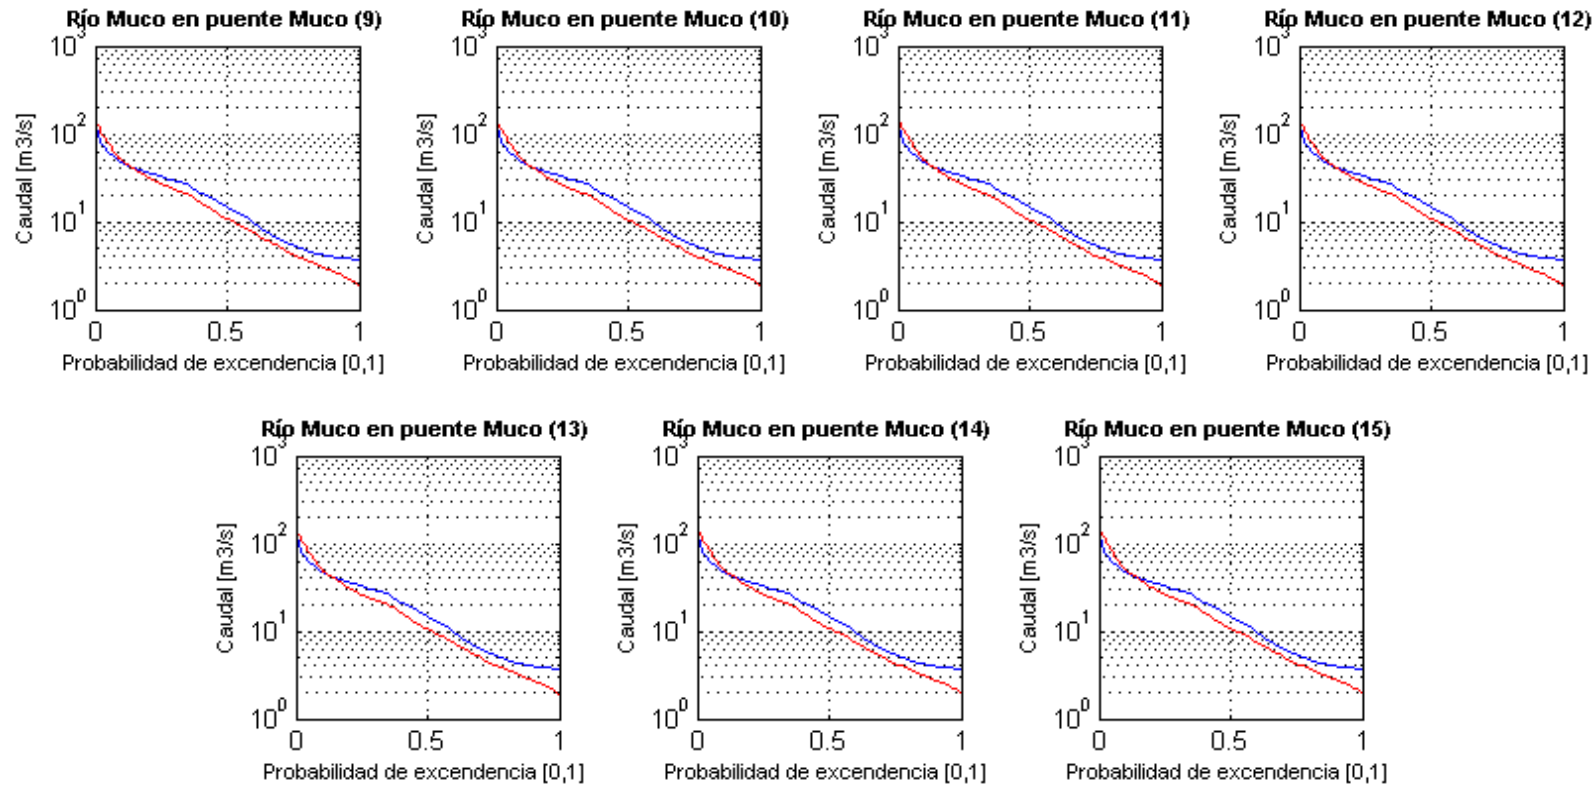 Río Muco en puente Muco (9)
10^3
10^2
10^1
10^0
Caudal [m3/s]
0 0.5 1
Probabilidad de excendencia [0,1]
Río Muco en puente Muco (10)
10^3
10^2
10^1
10^0
Caudal [m3/s]
0 0.5 1
Probabilidad de excendencia [0,1]
Río Muco en puente Muco (11)
10^3
10^2
10^1
10^0
Caudal [m3/s]
0 0.5 1
Probabilidad de excendencia [0,1]
Río Muco en puente Muco (12)
10^3
10^2
10^1
10^0
Caudal [m3/s]
0 0.5 1
Probabilidad de excendencia [0,1]
Río Muco en puente Muco (13)
10^3
10^2
10^1
10^0
Caudal [m3/s]
0 0.5 1
Probabilidad de excendencia [0,1]
Río Muco en puente Muco (14)
10^3
10^2
10^1
10^0
Caudal [m3/s]
0 0.5 1
Probabilidad de excendencia [0,1]
Río Muco en puente Muco (15)
10^3
10^2
10^1
10^0
Caudal [m3/s]
0 0.5 1
Probabilidad de excendencia [0,1]